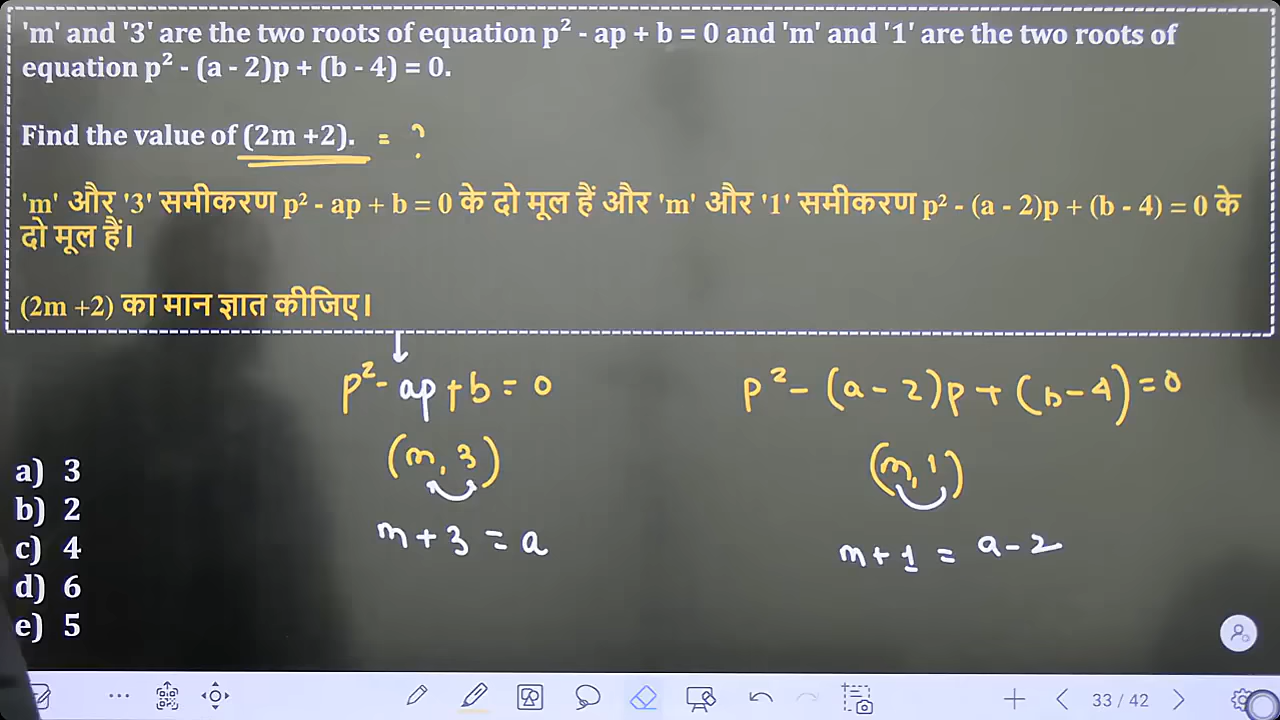 'm' and '3' are the two roots of equation p² - ap + b = 0 and 'm' and '1' are the two roots of
equation p² - (a - 2)p + (b - 4) = 0.
Find the value of (2m +2). = ?
'm' और '3' समीकरण p² - ap + b = 0 के दो मूल हैं और 'm' और '1' समीकरण p² - (a - 2)p + (b - 4) = 0 के
दो मूल हैं।
(2m +2) का मान ज्ञात कीजिए।
p² - ap + b = 0
(m, 3)
m + 3 = a
p² - (a - 2)p + (b - 4) = 0
(m, 1)
m + 1 = a - 2
a) 3
b) 2
c) 4
d) 6
e) 5
33 / 42